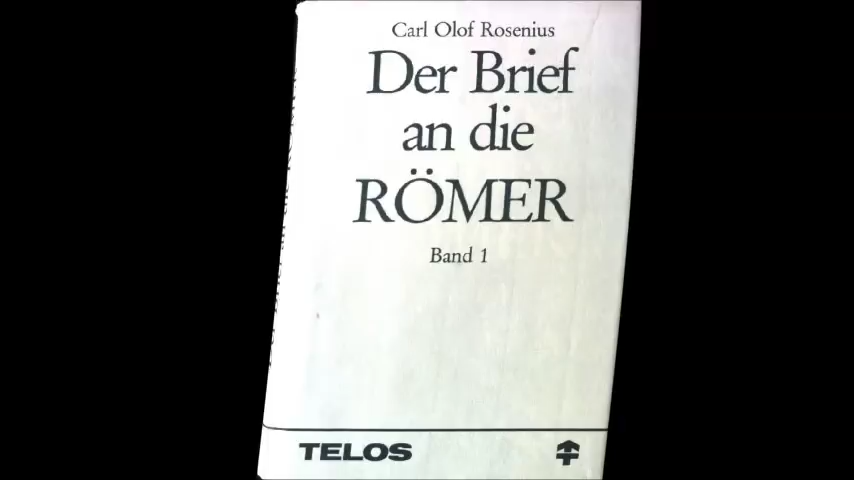 Carl Olof Rosenius
Der Brief
an die
RÖMER
Band 1
TELOS